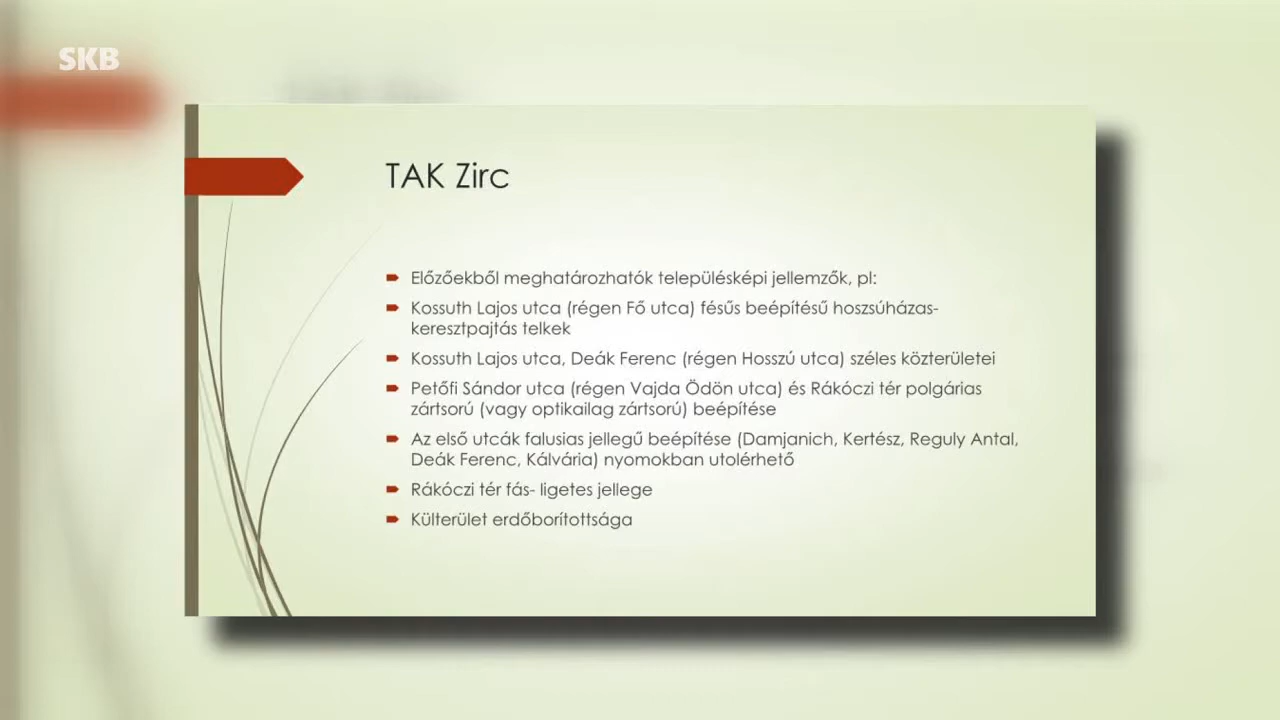 SKB
TAK Zirc
Előzőekből meghatározhatók településképi jellemzők, pl:
Kossuth Lajos utca (régen Fő utca) fésűs beépítésű hoszsúházas-
keresztpajtás telkek
Kossuth Lajos utca, Deák Ferenc (régen Hosszú utca) széles közterületei
Petőfi Sándor utca (régen Vajda Ödön utca) és Rákóczi tér polgárias
zártsorú (vagy optikailag zártsorú) beépítése
Az első utcák falusias jellegű beépítése (Damjanich, Kertész, Reguly Antal,
Deák Ferenc, Kálvária) nyomokban utolérhető
Rákóczi tér fás- ligetes jellege
Külterület erdőborítottsága